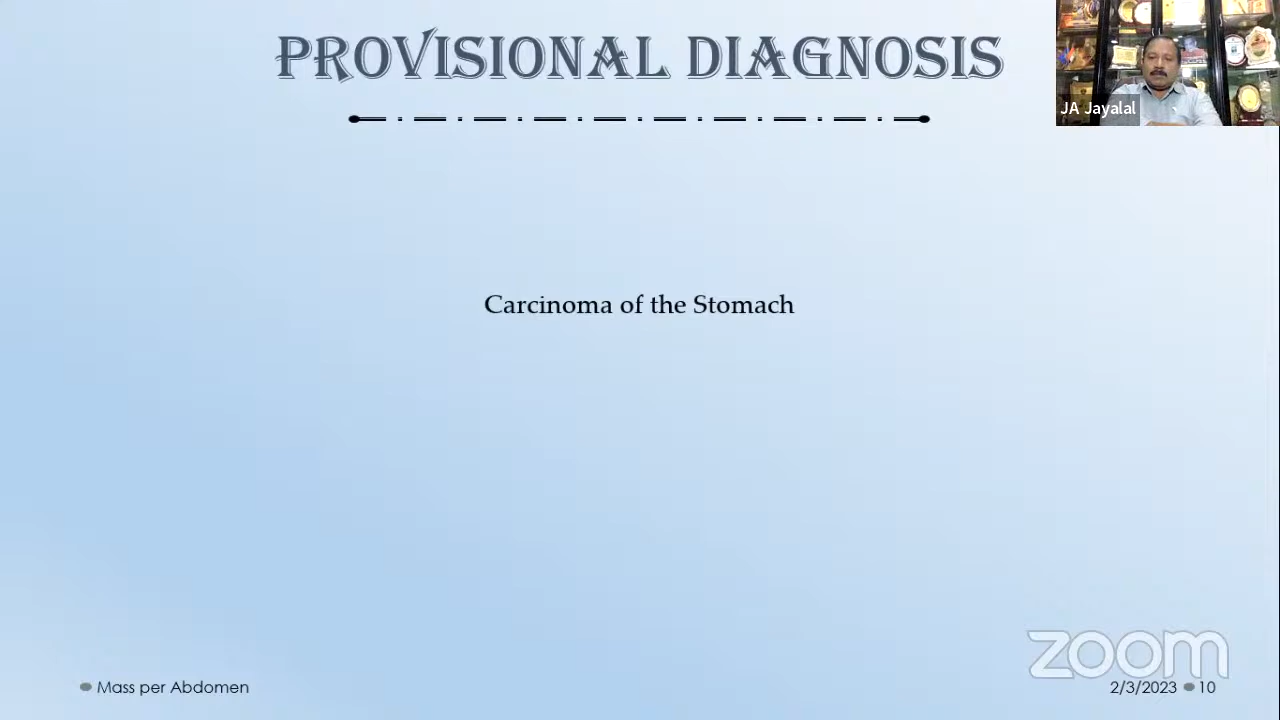 PROVISIONAL DIAGNOSIS
JA Jayalal
Carcinoma of the Stomach
zoom
Mass per Abdomen
2/3/2023 10